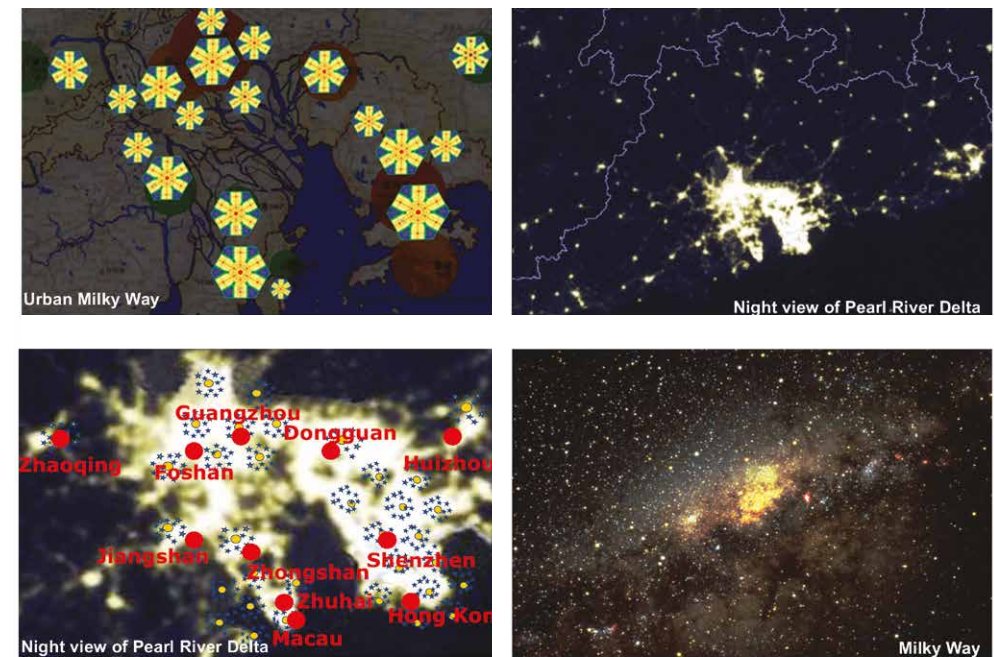 Urban Milky Way
Night view of Pearl River Delta
Guangzhou
Dongguan
Zhaoqing
Foshan
Huizhou
Jiangshan
Shenzhen
Zhongshan
Zhuhai
Hong Kon
Macau
Night view of Pearl River Delta
Milky Way